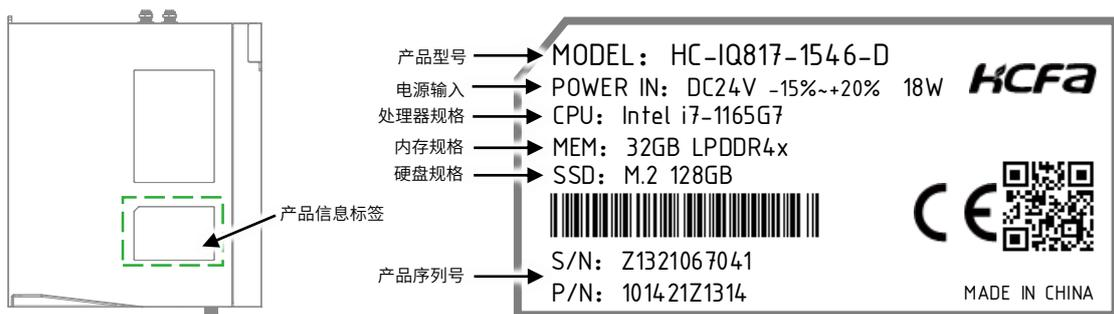 产品型号
电源输入
处理器规格
内存规格
硬盘规格
产品信息标签
产品序列号
MODEL: HC-IQ817-1546-D
POWER IN: DC24V -15%~+20% 18W
CPU: Intel i7-1165G7
MEM: 32GB LPDDR4x
SSD: M.2 128GB
S/N: Z1321067041
P/N: 101421Z1314
HCFA
CE
MADE IN CHINA